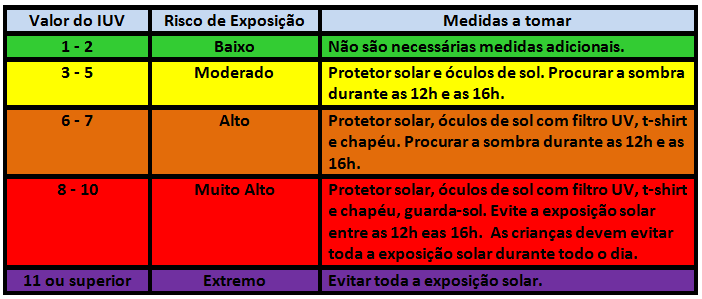 Valor do IUV Risco de Exposição Medidas a tomar
1 - 2 Baixo Não são necessárias medidas adicionais.
3 - 5 Moderado Protetor solar e óculos de sol. Procurar a sombra
durante as 12h e as 16h.
6 - 7 Alto Protetor solar, óculos de sol com filtro UV, t-shirt
e chapéu. Procurar a sombra durante as 12h e as
16h.
8 - 10 Muito Alto Protetor solar, óculos de sol com filtro UV, t-shirt
e chapéu, guarda-sol. Evite a exposição solar
entre as 12h eas 16h. As crianças devem evitar
toda a exposição solar durante todo o dia.
11 ou superior Extremo Evitar toda a exposição solar.